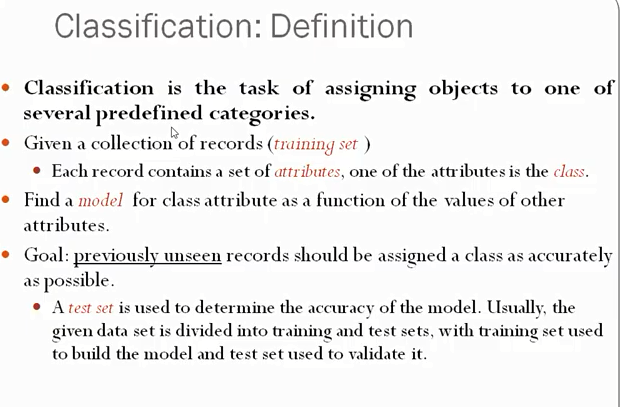 Classification: Definition
• Classification is the task of assigning objects to one of
several predefined categories.
• Given a collection of records (training set )
• Each record contains a set of attributes, one of the attributes is the class.
• Find a model for class attribute as a function of the values of other
attributes.
• Goal: previously unseen records should be assigned a class as accurately
as possible.
• A test set is used to determine the accuracy of the model. Usually, the
given data set is divided into training and test sets, with training set used
to build the model and test set used to validate it.